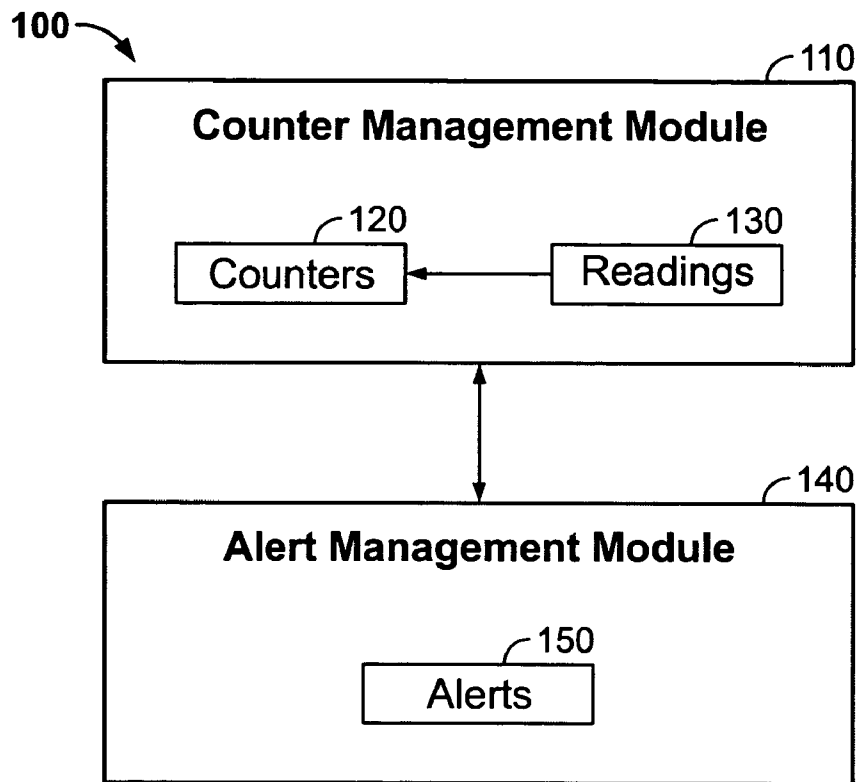 100
110
Counter Management Module
120
130
Counters
Readings
140
Alert Management Module
150
Alerts